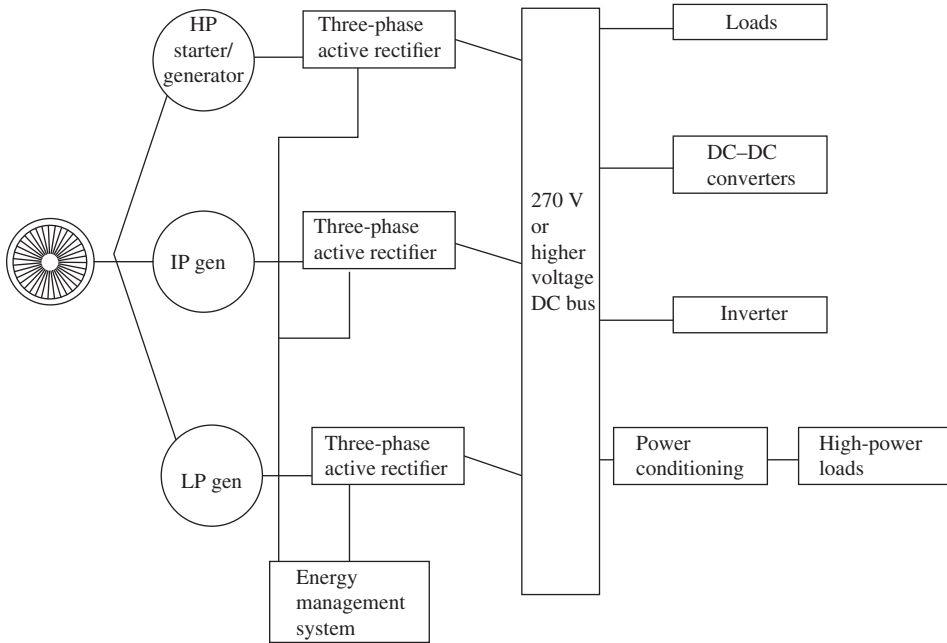 HP
starter/
generator
Three-phase
active rectifier
Loads
DC–DC
converters
IP gen
Three-phase
active rectifier
270 V
or
higher
voltage
DC bus
Inverter
LP gen
Three-phase
active rectifier
Power
conditioning
High-power
loads
Energy
management
system